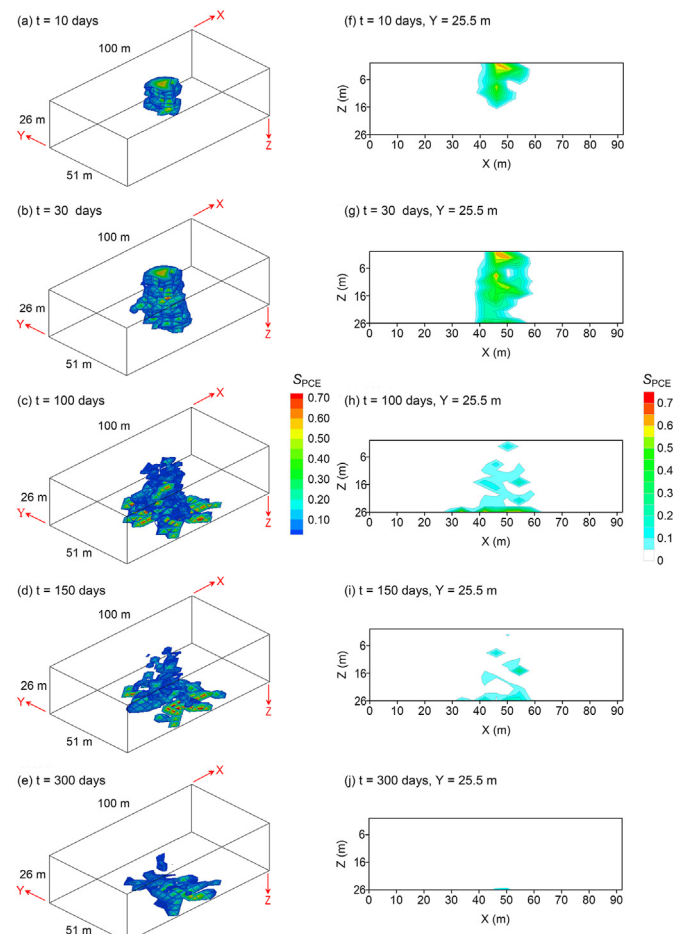 (a) t = 10 days
X
100 m
26 m
Y
51 m
Z
(f) t = 10 days, Y = 25.5 m
Z (m)
6
16
26
0 10 20 30 40 50 60 70 80 90
X (m)
(b) t = 30 days
X
100 m
26 m
Y
51 m
Z
(g) t = 30 days, Y = 25.5 m
Z (m)
6
16
26
0 10 20 30 40 50 60 70 80 90
X (m)
(c) t = 100 days
X
100 m
26 m
Y
51 m
Z
SPCE
0.70
0.60
0.50
0.40
0.30
0.20
0.10
(h) t = 100 days, Y = 25.5 m
Z (m)
6
16
26
0 10 20 30 40 50 60 70 80 90
X (m)
SPCE
0.7
0.6
0.5
0.4
0.3
0.2
0.1
0
(d) t = 150 days
X
100 m
26 m
Y
51 m
Z
(i) t = 150 days, Y = 25.5 m
Z (m)
6
16
26
0 10 20 30 40 50 60 70 80 90
X (m)
(e) t = 300 days
X
100 m
26 m
Y
51 m
Z
(j) t = 300 days, Y = 25.5 m
Z (m)
6
16
26
0 10 20 30 40 50 60 70 80 90
X (m)